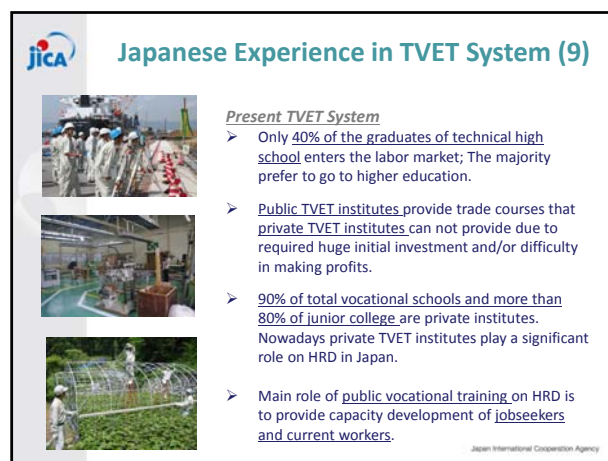 jICA
Japanese Experience in TVET System (9)
Present TVET System
➢ Only 40% of the graduates of technical high
school enters the labor market; The majority
prefer to go to higher education.
➢ Public TVET institutes provide trade courses that
private TVET institutes can not provide due to
required huge initial investment and/or difficulty
in making profits.
➢ 90% of total vocational schools and more than
80% of junior college are private institutes.
Nowadays private TVET institutes play a significant
role on HRD in Japan.
➢ Main role of public vocational training on HRD is
to provide capacity development of jobseekers
and current workers.
Japan International Cooperation Agency